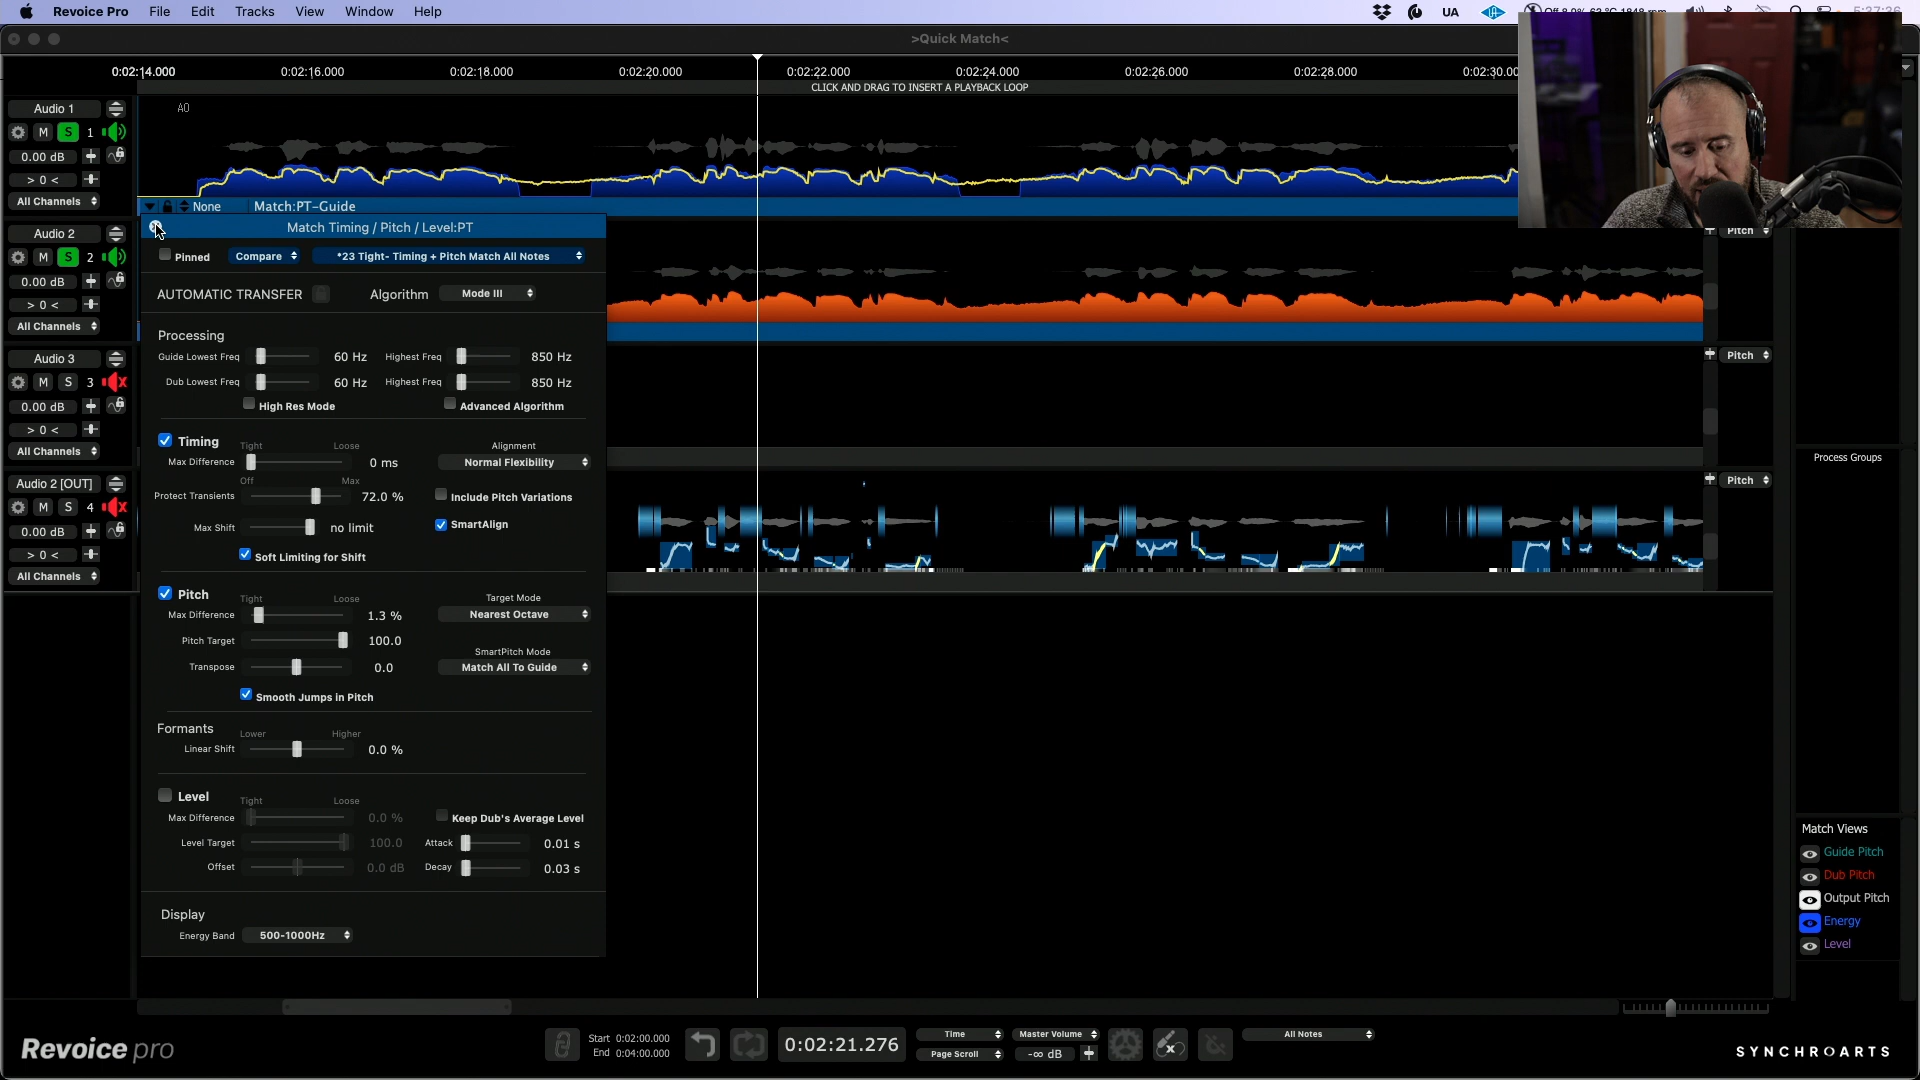 Revoice Pro File Edit Tracks View Window Help UA
>Quick Match<
0:02:14.000 0:02:16.000 0:02:18.000 0:02:20.000 0:02:22.000 0:02:24.000 0:02:26.000 0:02:28.000
CLICK AND DRAG TO INSERT A PLAYBACK LOOP
Audio 1
M S 1
0.00 dB
> 0 <
All Channels
None Match:PT-Guide
Audio 2
M S 2
0.00 dB
> 0 <
All Channels
Pitch
Audio 3
M S 3
0.00 dB
> 0 <
All Channels
Pitch
Audio 2 [OUT]
M S 4
0.00 dB
> 0 <
All Channels
Pitch
Match Timing / Pitch / Level:PT
Pinned Compare *23 Tight- Timing + Pitch Match All Notes
AUTOMATIC TRANSFER Algorithm Mode III
Processing
Guide Lowest Freq 60 Hz Highest Freq 850 Hz
Dub Lowest Freq 60 Hz Highest Freq 850 Hz
High Res Mode Advanced Algorithm
Timing Tight Loose Alignment
Max Difference 0 ms Normal Flexibility
Off Max
Protect Transients 72.0 % Include Pitch Variations
Max Shift no limit SmartAlign
Soft Limiting for Shift
Pitch Tight Loose Target Mode
Max Difference 1.3 % Nearest Octave
Pitch Target 100.0
SmartPitch Mode
Transpose 0.0 Match All To Guide
Smooth Jumps in Pitch
Formants Lower Higher
Linear Shift 0.0 %
Level Tight Loose
Max Difference 0.0 % Keep Dub's Average Level
Level Target 100.0 Attack 0.01 s
Offset 0.0 dB Decay 0.03 s
Display
Energy Band 500-1000Hz
Process Groups
Match Views
Guide Pitch
Dub Pitch
Output Pitch
Energy
Level
Revoice pro
Start 0:02:00.000
End 0:04:00.000
0:02:21.276
Time Master Volume All Notes
Page Scroll -∞ dB
SYNCHROARTS